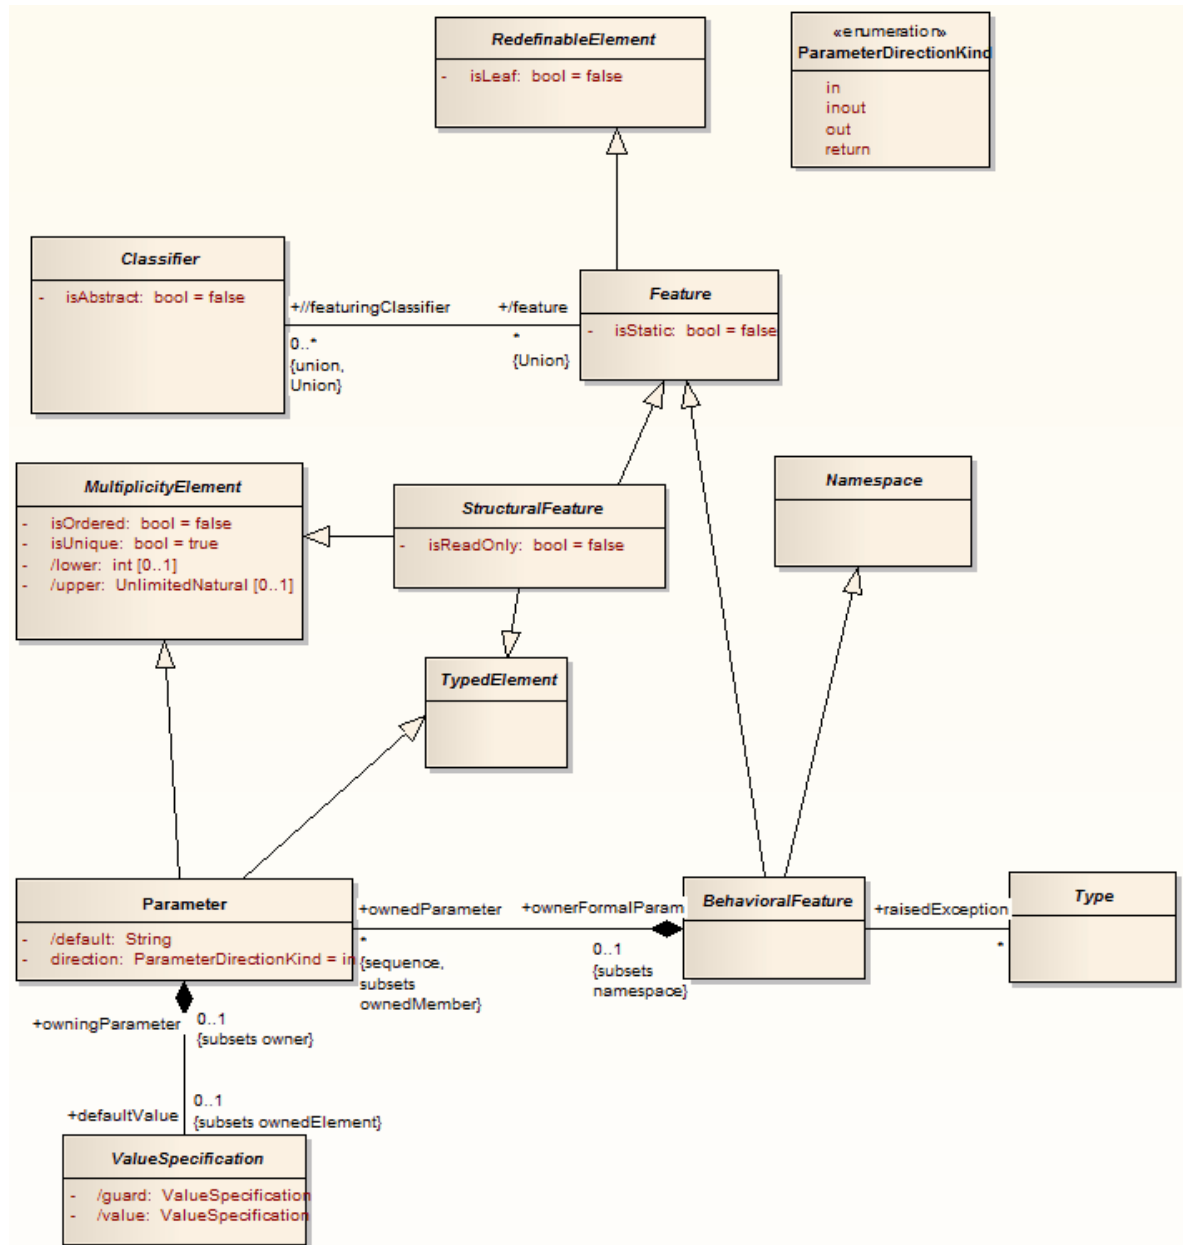 RedefinableElement
- isLeaf: bool = false
«enumeration»
ParameterDirectionKind
in
inout
out
return
Classifier
- isAbstract: bool = false
+//featuringClassifier
0..*
{union,
Union}
+/feature
*
{Union}
Feature
- isStatic: bool = false
MultiplicityElement
- isOrdered: bool = false
- isUnique: bool = true
- /lower: int [0..1]
- /upper: UnlimitedNatural [0..1]
StructuralFeature
- isReadOnly: bool = false
Namespace
TypedElement
Parameter
- /default: String
- direction: ParameterDirectionKind = in
+ownedParameter
*
{sequence,
subsets
ownedMember}
+ownerFormalParam
0..1
{subsets
namespace}
BehavioralFeature
+raisedException
*
Type
+owningParameter
0..1
{subsets owner}
+defaultValue
0..1
{subsets ownedElement}
ValueSpecification
- /guard: ValueSpecification
- /value: ValueSpecification